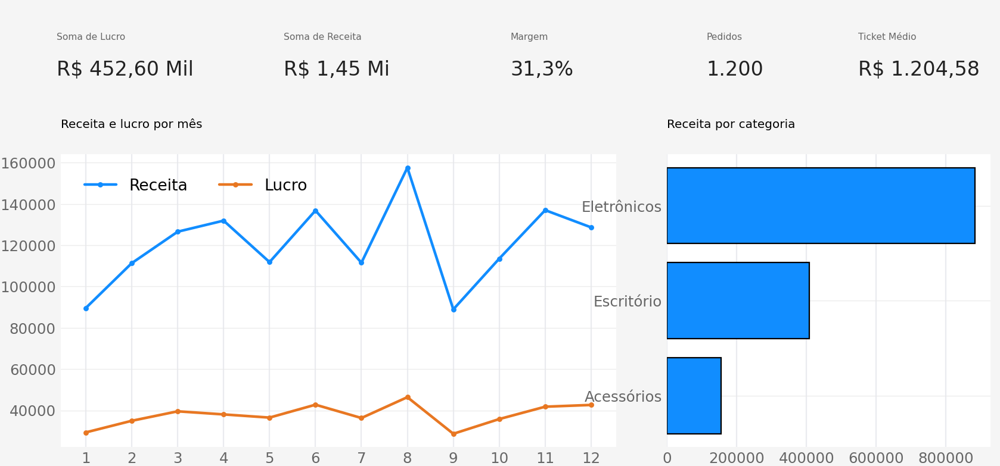 Soma de Lucro
R$ 452,60 Mil
Soma de Receita
R$ 1,45 Mi
Margem
31,3%
Pedidos
1.200
Ticket Médio
R$ 1.204,58
Receita e lucro por mês
Receita
Lucro
160000
140000
120000
100000
80000
60000
40000
1 2 3 4 5 6 7 8 9 10 11 12
Receita por categoria
Eletrônicos
Escritório
Acessórios
0 200000 400000 600000 800000